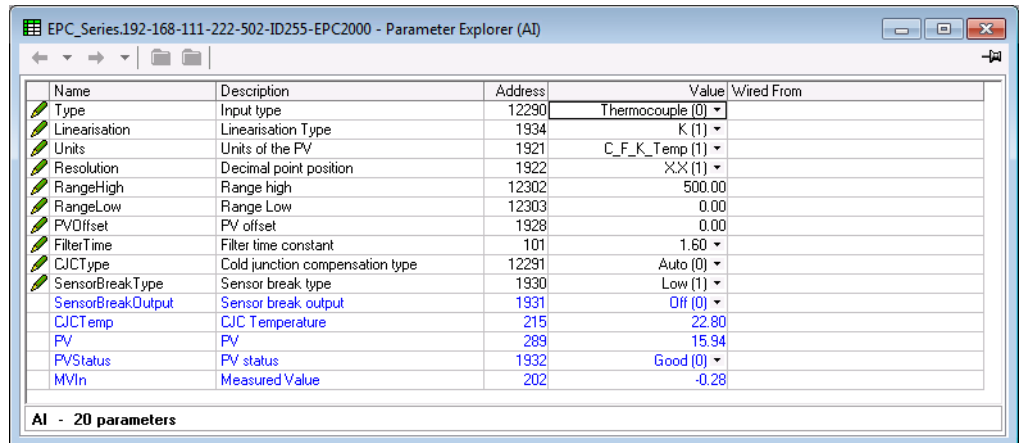 EPC_Series.192-168-111-222-502-ID255-EPC2000 - Parameter Explorer (AI)
Name Description Address Value Wired From
Type Input type 12290 Thermocouple (0)
Linearisation Linearisation Type 1934 K (1)
Units Units of the PV 1921 C_F_K_Temp (1)
Resolution Decimal point position 1922 X.X (1)
RangeHigh Range high 12302 500.00
RangeLow Range Low 12303 0.00
PVOffset PV offset 1928 0.00
FilterTime Filter time constant 101 1.60
CJCType Cold junction compensation type 12291 Auto (0)
SensorBreakType Sensor break type 1930 Low (1)
SensorBreakOutput Sensor break output 1931 Off (0)
CJCTemp CJC Temperature 215 22.80
PV PV 289 15.94
PVStatus PV status 1932 Good (0)
MVIn Measured Value 202 -0.28
AI - 20 parameters